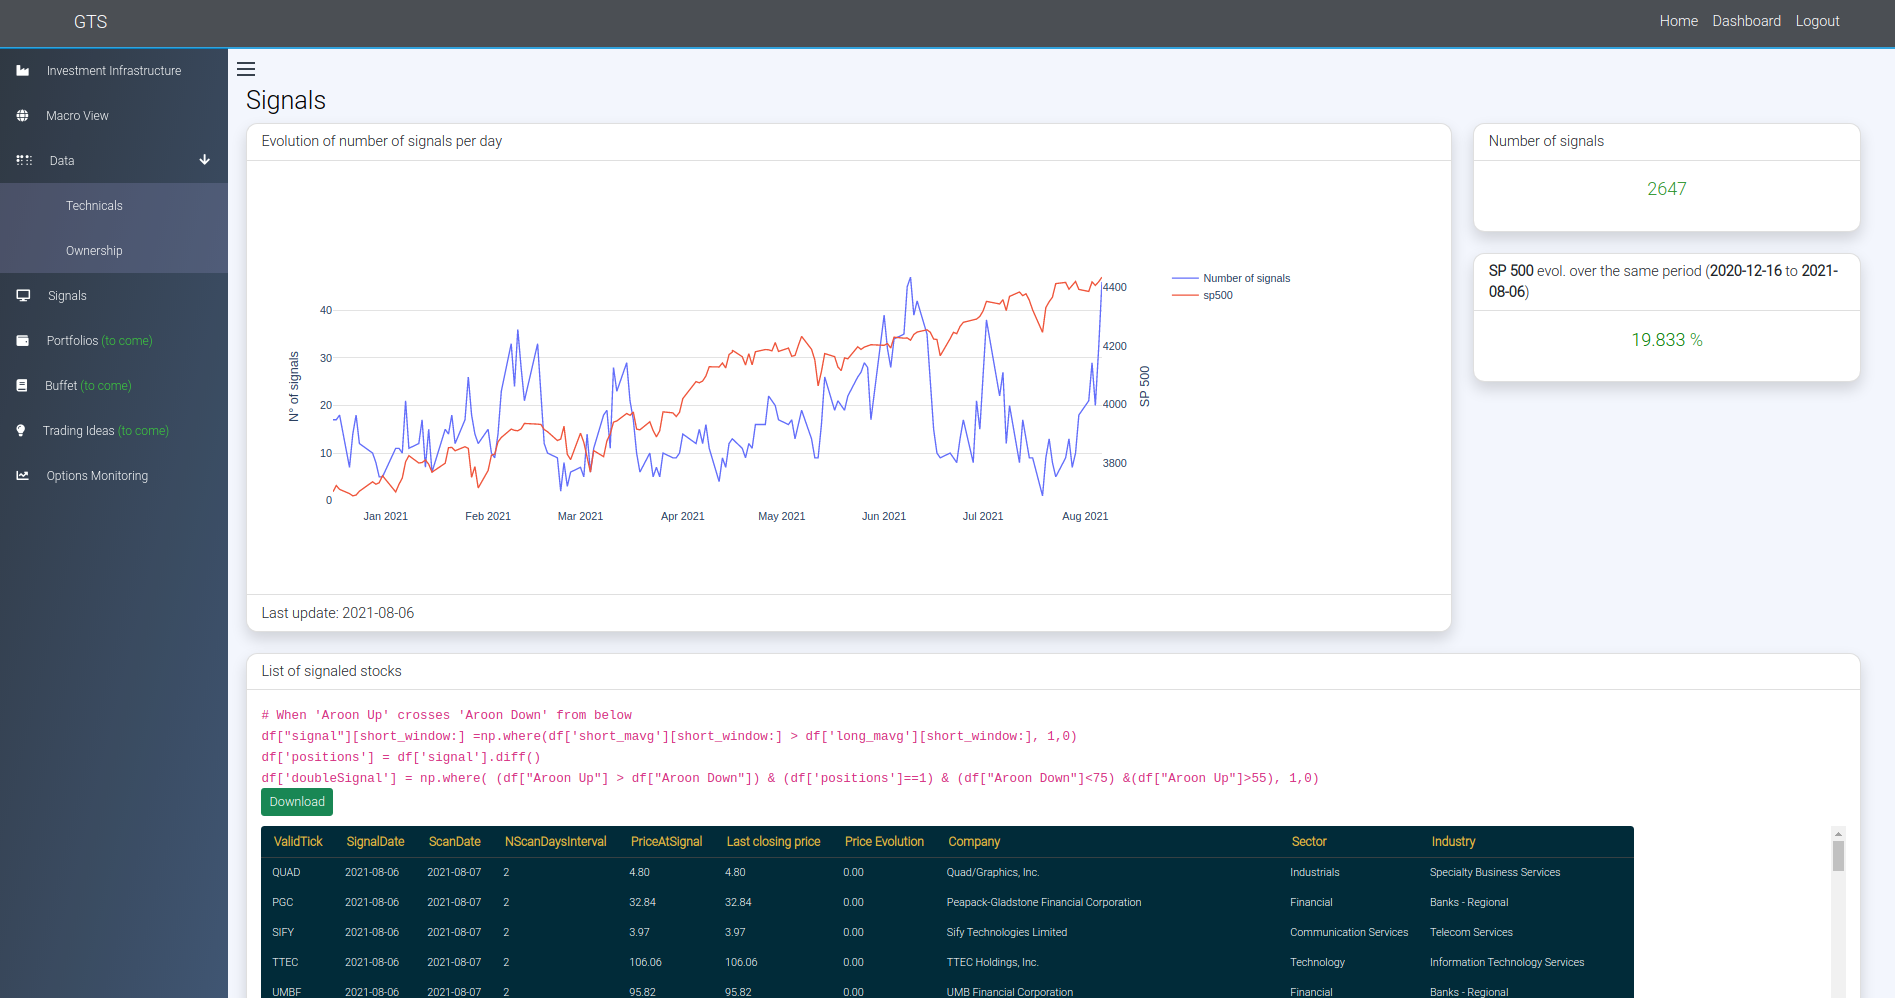 GTS
Home Dashboard Logout
Investment Infrastructure
Macro View
Data
Technicals
Ownership
Signals
Portfolios (to come)
Buffet (to come)
Trading Ideas (to come)
Options Monitoring
Signals
Evolution of number of signals per day
N° of signals
40
30
20
10
0
Jan 2021 Feb 2021 Mar 2021 Apr 2021 May 2021 Jun 2021 Jul 2021 Aug 2021
4400
4200
4000
3800
SP 500
Number of signals
sp500
Last update: 2021-08-06
Number of signals
2647
SP 500 evol. over the same period (2020-12-16 to 2021-
08-06)
19.833 %
List of signaled stocks
# When 'Aroon Up' crosses 'Aroon Down' from below
df["signal"][short_window:] =np.where(df['short_mavg'][short_window:] > df['long_mavg'][short_window:], 1,0)
df['positions'] = df['signal'].diff()
df['doubleSignal'] = np.where( (df["Aroon Up"] > df["Aroon Down"]) & (df['positions']==1) & (df["Aroon Down"]<75) &(df["Aroon Up"]>55), 1,0)
Download
ValidTick SignalDate ScanDate NScanDaysInterval PriceAtSignal Last closing price Price Evolution Company Sector Industry
QUAD 2021-08-06 2021-08-07 2 4.80 4.80 0.00 Quad/Graphics, Inc. Industrials Specialty Business Services
PGC 2021-08-06 2021-08-07 2 32.84 32.84 0.00 Peapack-Gladstone Financial Corporation Financial Banks - Regional
SIFY 2021-08-06 2021-08-07 2 3.97 3.97 0.00 Sify Technologies Limited Communication Services Telecom Services
TTEC 2021-08-06 2021-08-07 2 106.06 106.06 0.00 TTEC Holdings, Inc. Technology Information Technology Services
UMBF 2021-08-06 2021-08-07 2 95.82 95.82 0.00 UMB Financial Corporation Financial Banks - Regional